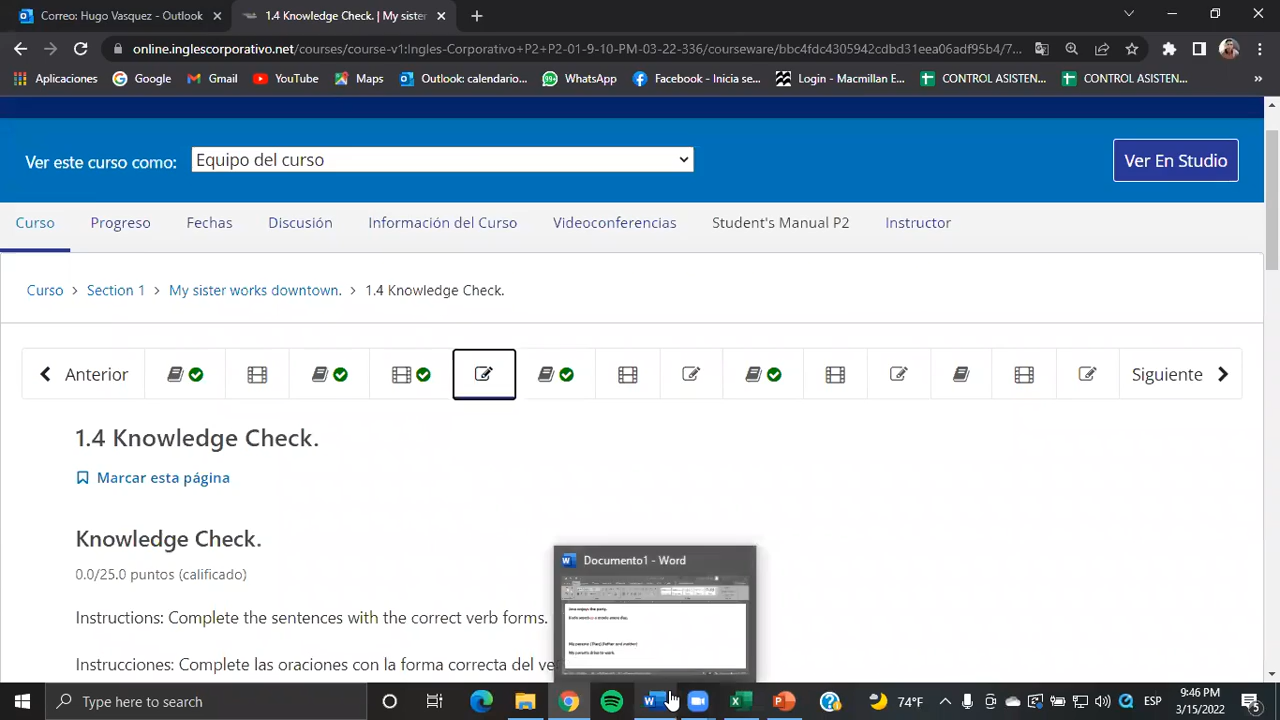 Correo: Hugo Vasquez - Outlook
1.4 Knowledge Check. | My sister
online.inglescorporativo.net/courses/course-v1:Ingles-Corporativo+P2+P2-01-9-10-PM-03-22-336/courseware/bbc4fdc4305942cdbd31eea06adf95b4/7...
Aplicaciones
Google
Gmail
YouTube
Maps
Outlook: calendario...
WhatsApp
Facebook - Inicia se...
Login - Macmillan E...
CONTROL ASISTEN...
CONTROL ASISTEN...
»
Ver este curso como:
Equipo del curso
Ver En Studio
Curso
Progreso
Fechas
Discusión
Información del Curso
Videoconferencias
Student's Manual P2
Instructor
Curso > Section 1 > My sister works downtown. > 1.4 Knowledge Check.
Anterior
Siguiente
1.4 Knowledge Check.
Marcar esta página
Knowledge Check.
0.0/25.0 puntos (calificado)
Instructions: Complete the sentences with the correct verb forms.
Instrucciones: Complete las oraciones con la forma correcta del ve
Documento1 - Word
Type here to search
74°F
ESP
3:46 PM
3/15/2022